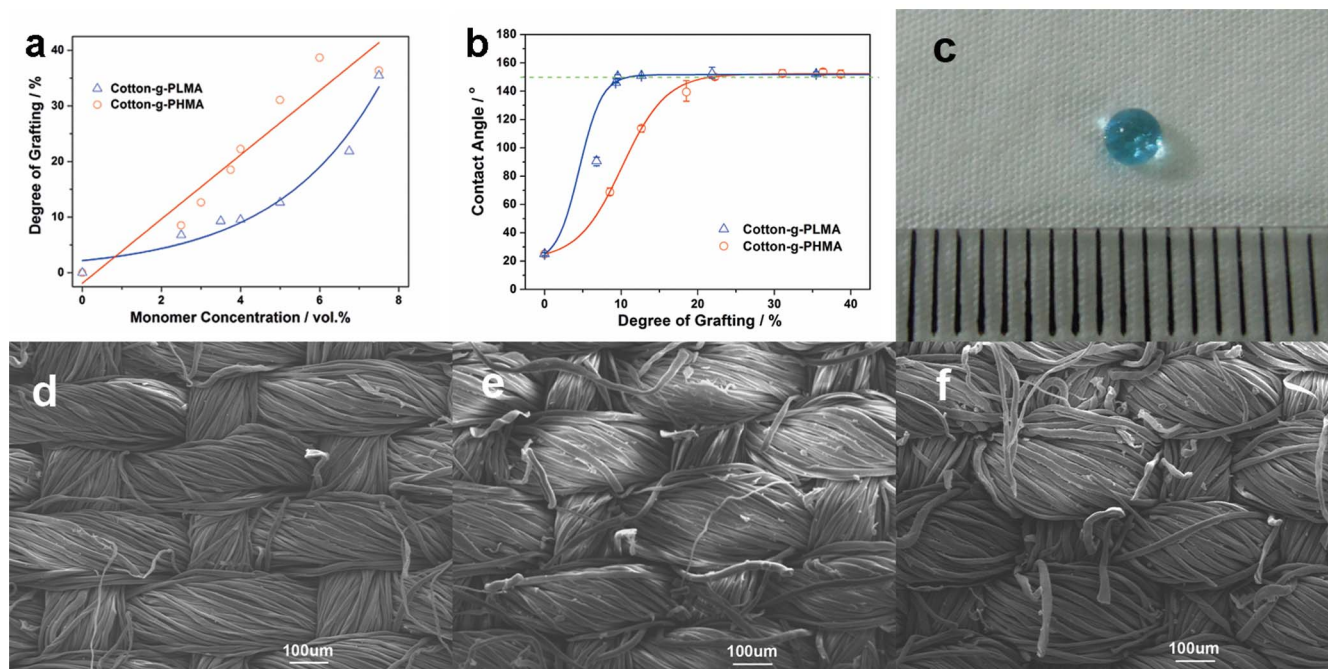 a
40
30
20
10
0
Degree of Grafting / %
Cotton-g-PLMA
Cotton-g-PHMA
0 2 4 6 8
Monomer Concentration / vol.%
b
180
160
140
120
100
80
60
40
20
0
Contact Angle / °
Cotton-g-PLMA
Cotton-g-PHMA
0 10 20 30 40
Degree of Grafting / %
c
d
100um
e
100um
f
100um